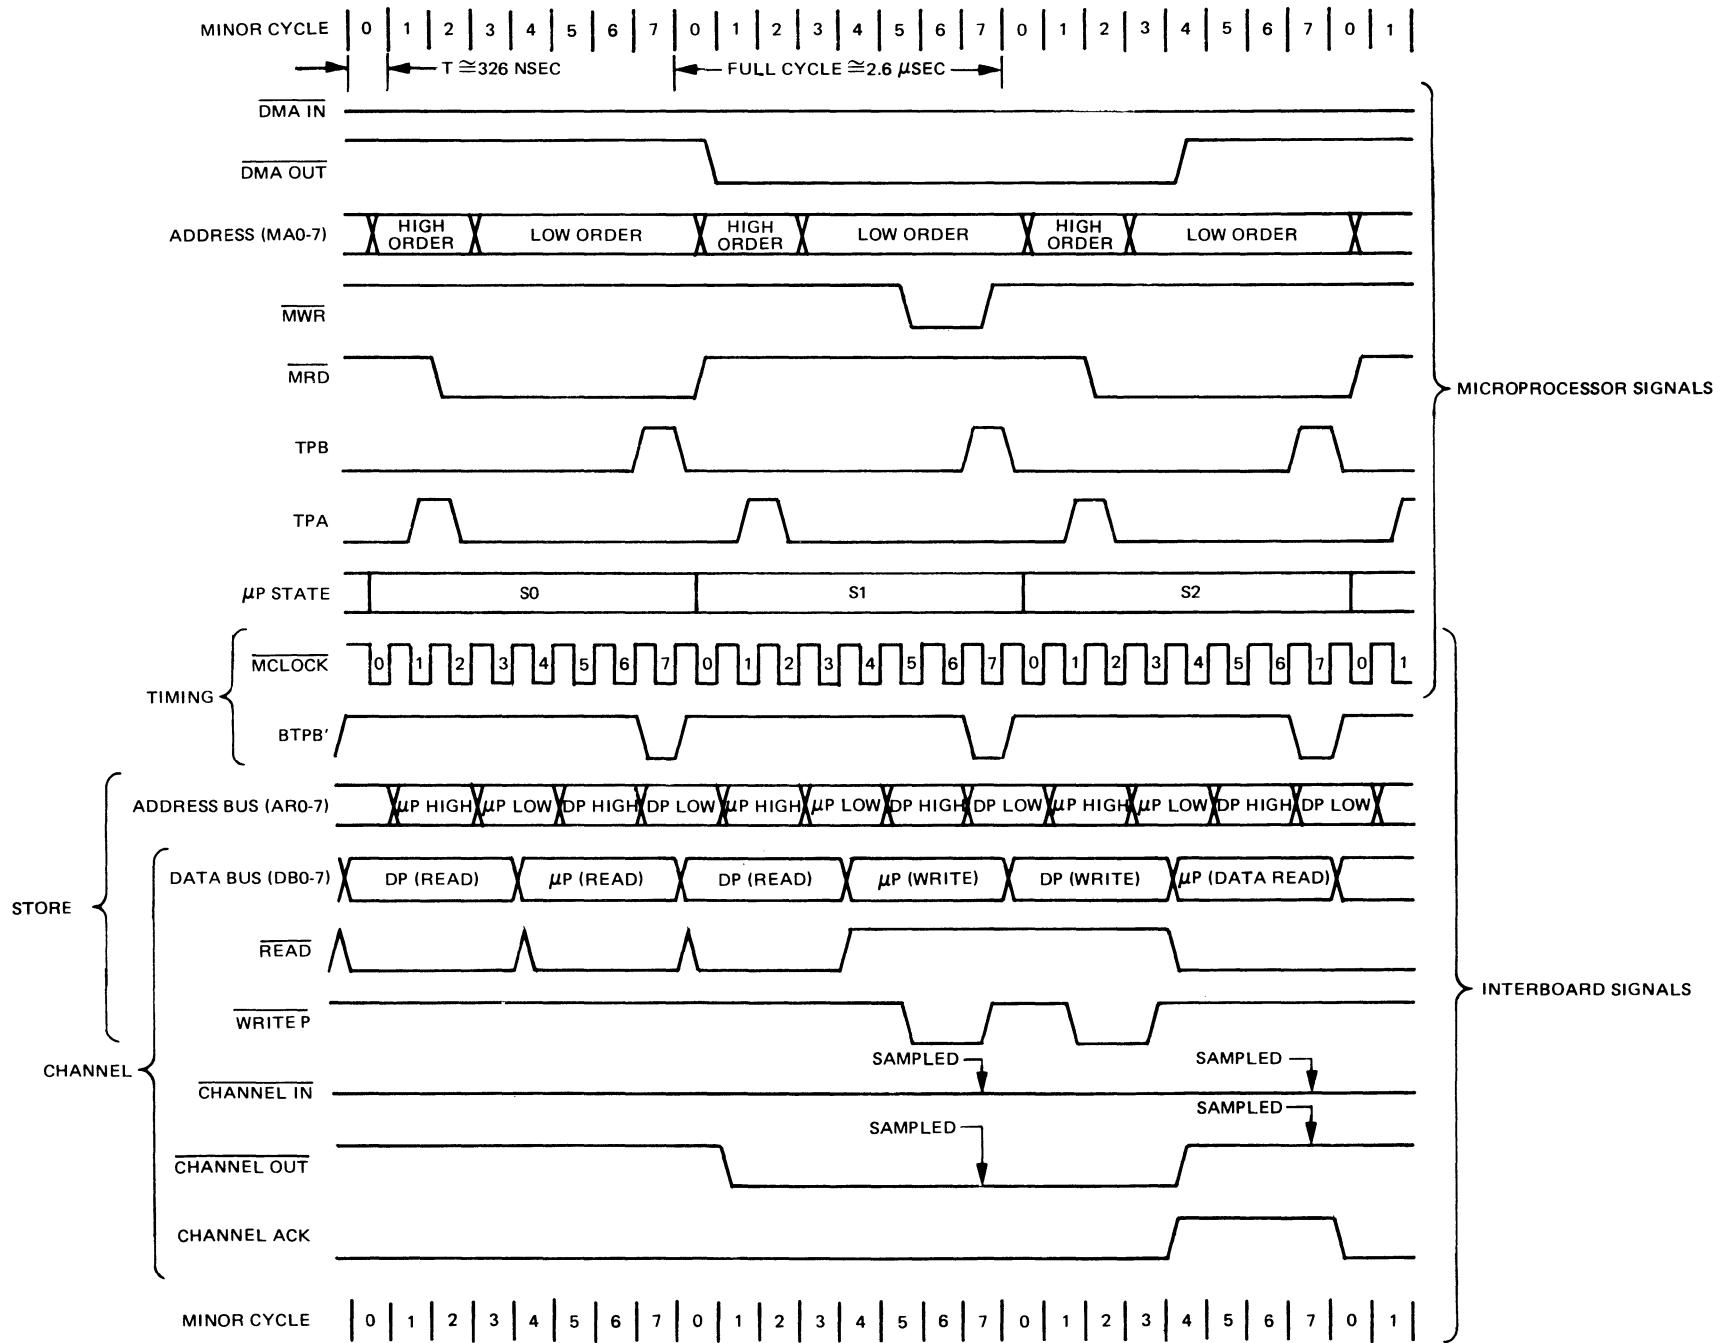 MINOR CYCLE 0 1 2 3 4 5 6 7 0 1 2 3 4 5 6 7 0 1 2 3 4 5 6 7 0 1
T ≅326 NSEC FULL CYCLE ≅2.6 μSEC
DMA IN
DMA OUT
ADDRESS (MA0-7) HIGH ORDER LOW ORDER HIGH ORDER LOW ORDER HIGH ORDER LOW ORDER
MWR
MRD
MICROPROCESSOR SIGNALS
TPB
TPA
μP STATE S0 S1 S2
MCLOCK 0 1 2 3 4 5 6 7 0 1 2 3 4 5 6 7 0 1 2 3 4 5 6 7 0 1
TIMING
BTPB'
ADDRESS BUS (AR0-7) μP HIGH μP LOW DP HIGH DP LOW μP HIGH μP LOW DP HIGH DP LOW μP HIGH μP LOW DP HIGH DP LOW
DATA BUS (DB0-7) DP (READ) μP (READ) DP (READ) μP (WRITE) DP (WRITE) μP (DATA READ)
STORE
READ
INTERBOARD SIGNALS
WRITE P
SAMPLED SAMPLED
CHANNEL
CHANNEL IN
SAMPLED
SAMPLED
CHANNEL OUT
CHANNEL ACK
MINOR CYCLE 0 1 2 3 4 5 6 7 0 1 2 3 4 5 6 7 0 1 2 3 4 5 6 7 0 1